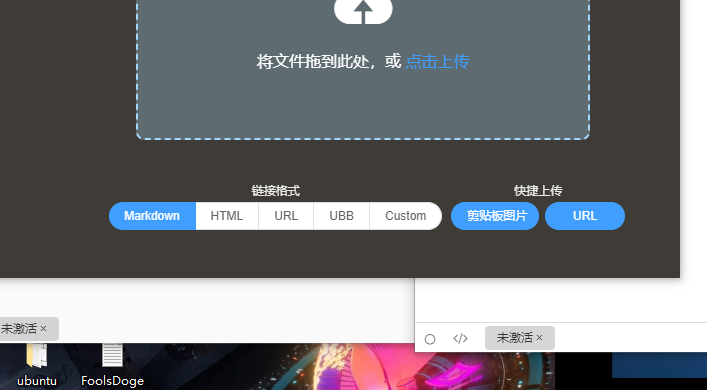 将文件拖到此处，或 点击上传
链接格式
快捷上传
Markdown HTML URL UBB Custom 剪贴板图片 URL
未激活 ×
</> 未激活 ×
ubuntu FoolsDoge